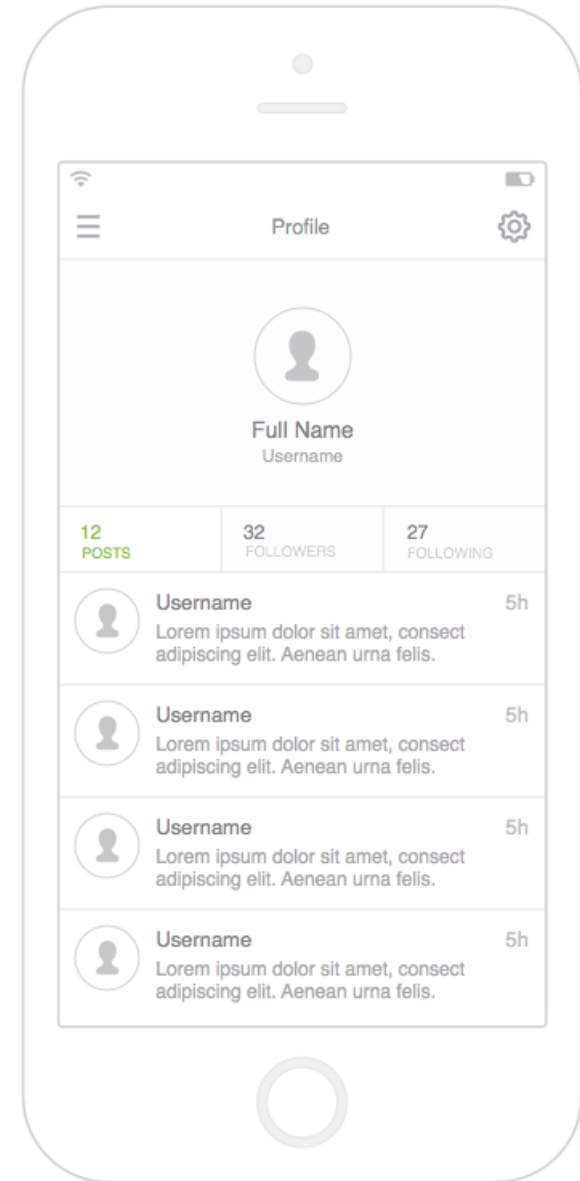 Profile
Full Name
Username
12 32 27
POSTS FOLLOWERS FOLLOWING
Username 5h
Lorem ipsum dolor sit amet, consect
adipiscing elit. Aenean urna felis.
Username 5h
Lorem ipsum dolor sit amet, consect
adipiscing elit. Aenean urna felis.
Username 5h
Lorem ipsum dolor sit amet, consect
adipiscing elit. Aenean urna felis.
Username 5h
Lorem ipsum dolor sit amet, consect
adipiscing elit. Aenean urna felis.